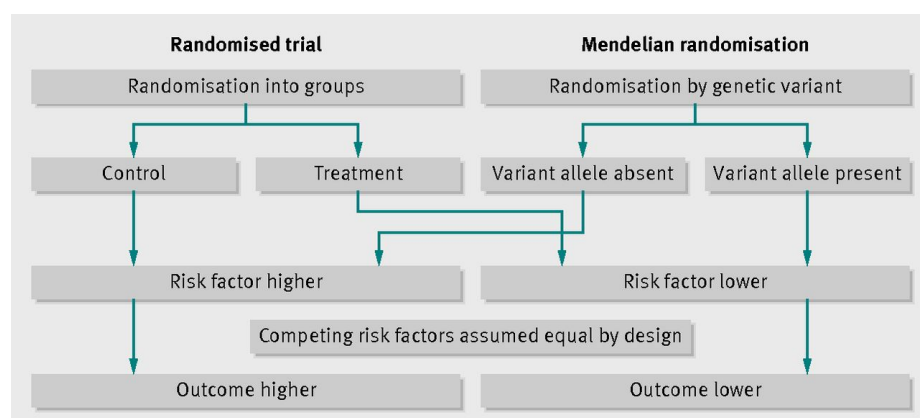 Randomised trial
Mendelian randomisation
Randomisation into groups
Randomisation by genetic variant
Control
Treatment
Variant allele absent
Variant allele present
Risk factor higher
Risk factor lower
Competing risk factors assumed equal by design
Outcome higher
Outcome lower